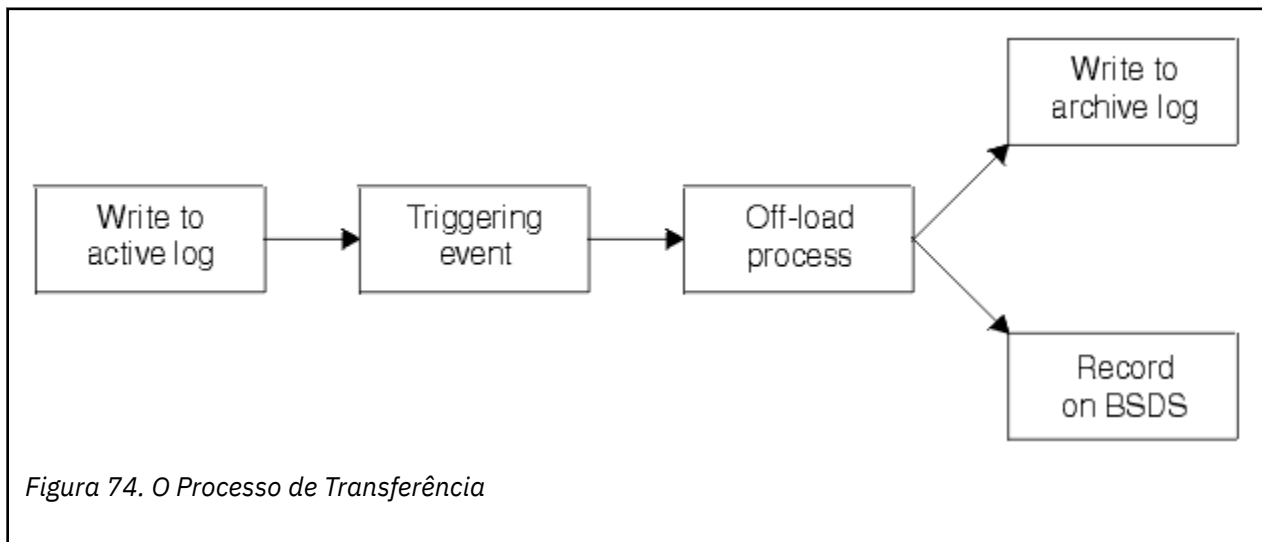 Write to
active log
Triggering
event
Off-load
process
Write to
archive log
Record
on BSDS
Figura 74. O Processo de Transferência